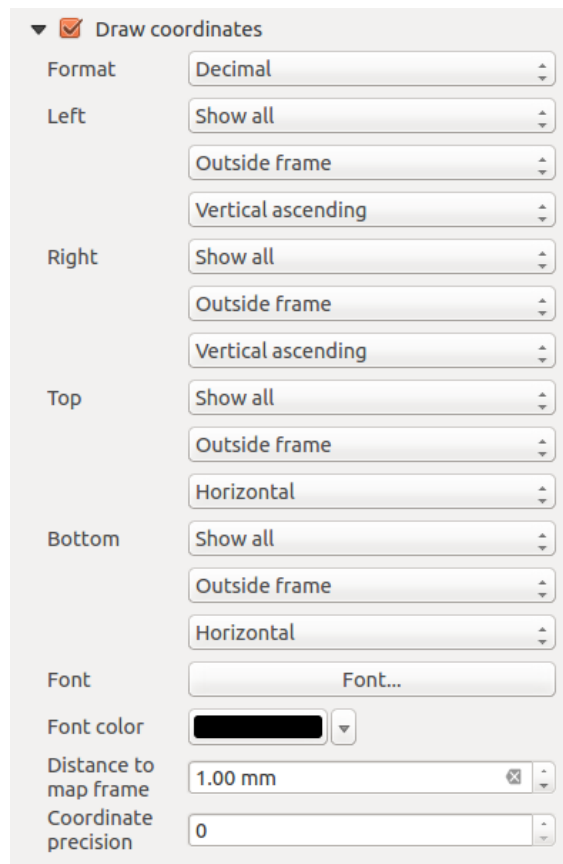 Draw coordinates
Format Decimal
Left Show all
Outside frame
Vertical ascending
Right Show all
Outside frame
Vertical ascending
Top Show all
Outside frame
Horizontal
Bottom Show all
Outside frame
Horizontal
Font Font...
Font color
Distance to
map frame 1.00 mm
Coordinate
precision 0